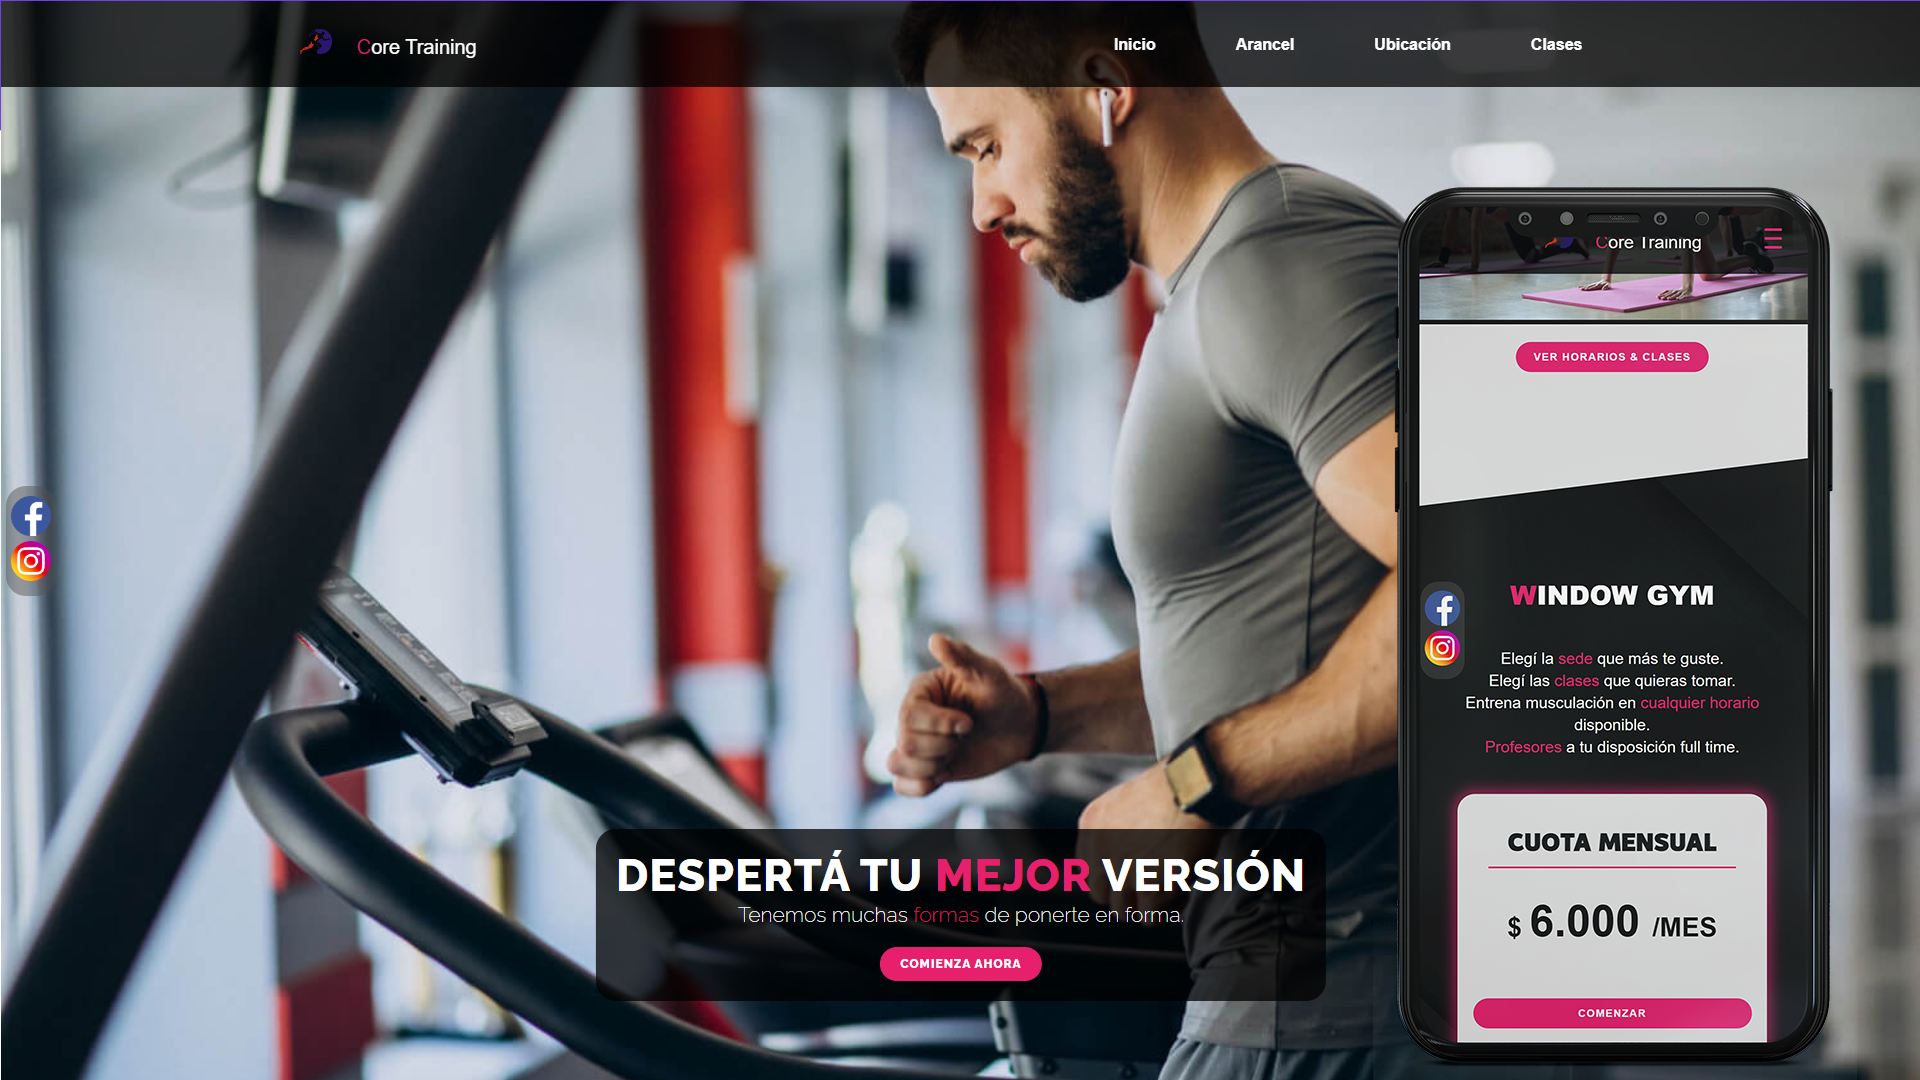 Core Training
Inicio
Arancel
Ubicación
Clases
Core Training
VER HORARIOS & CLASES
WINDOW GYM
Elegí la sede que más te guste.
Elegí las clases que quieras tomar.
Entrena musculación en cualquier horario
disponible.
Profesores a tu disposición full time.
CUOTA MENSUAL
$ 6.000 /MES
COMENZAR
DESPERTÁ TU MEJOR VERSIÓN
Tenemos muchas formas de ponerte en forma.
COMIENZA AHORA